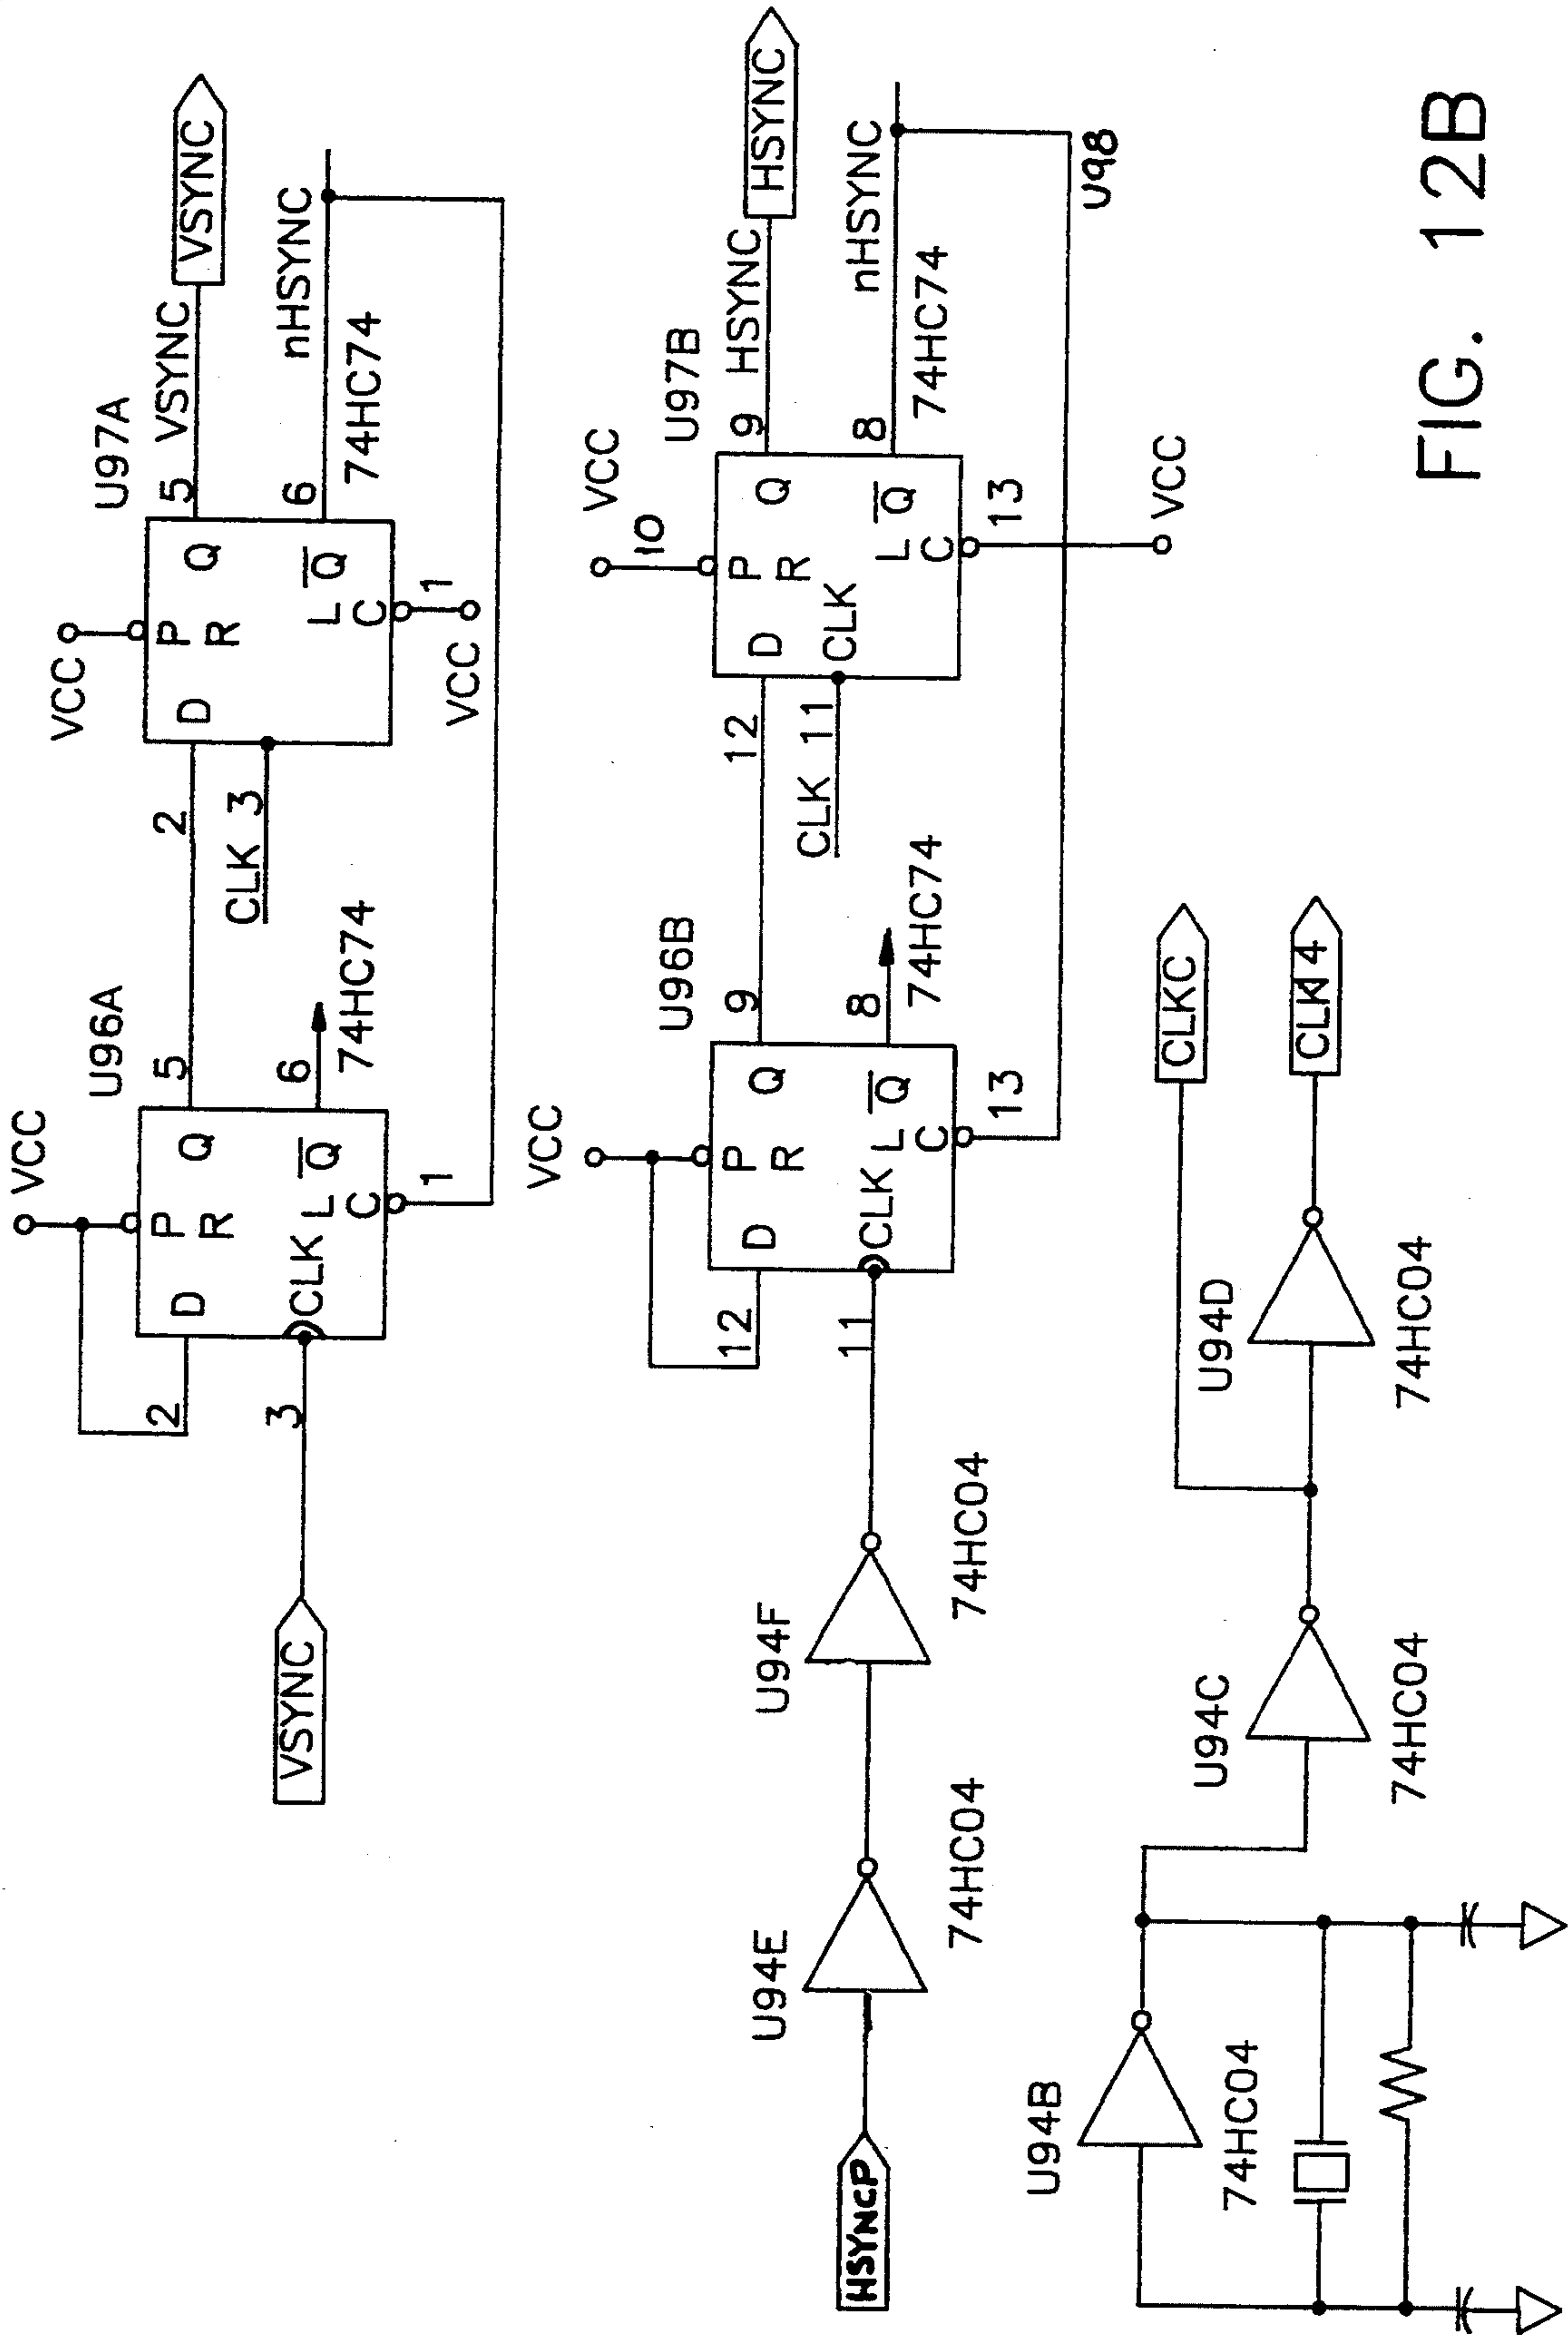 VCC
U96A
2
D
P
R
Q
5
3
CLK
L
Q
C
6
1
74HC74
VSYNC
VCC
U97A
2
D
P
R
Q
5
VSYNC
VSYNC
CLK 3
L
Q
C
6
nHSYNC
1
VCC
74HC74
HSYNCP
U94E
74HC04
U94F
74HC04
VCC
U96B
12
D
P
R
Q
9
11
CLK
L
Q
C
8
13
74HC74
VCC
10
U97B
12
D
P
R
Q
9
HSYNC
HSYNC
CLK 11
CLK
L
Q
C
8
nHSYNC
13
74HC74
VCC
U98
U94B
74HC04
U94C
74HC04
U94D
74HC04
CLKC
CLK14
FIG. 12B